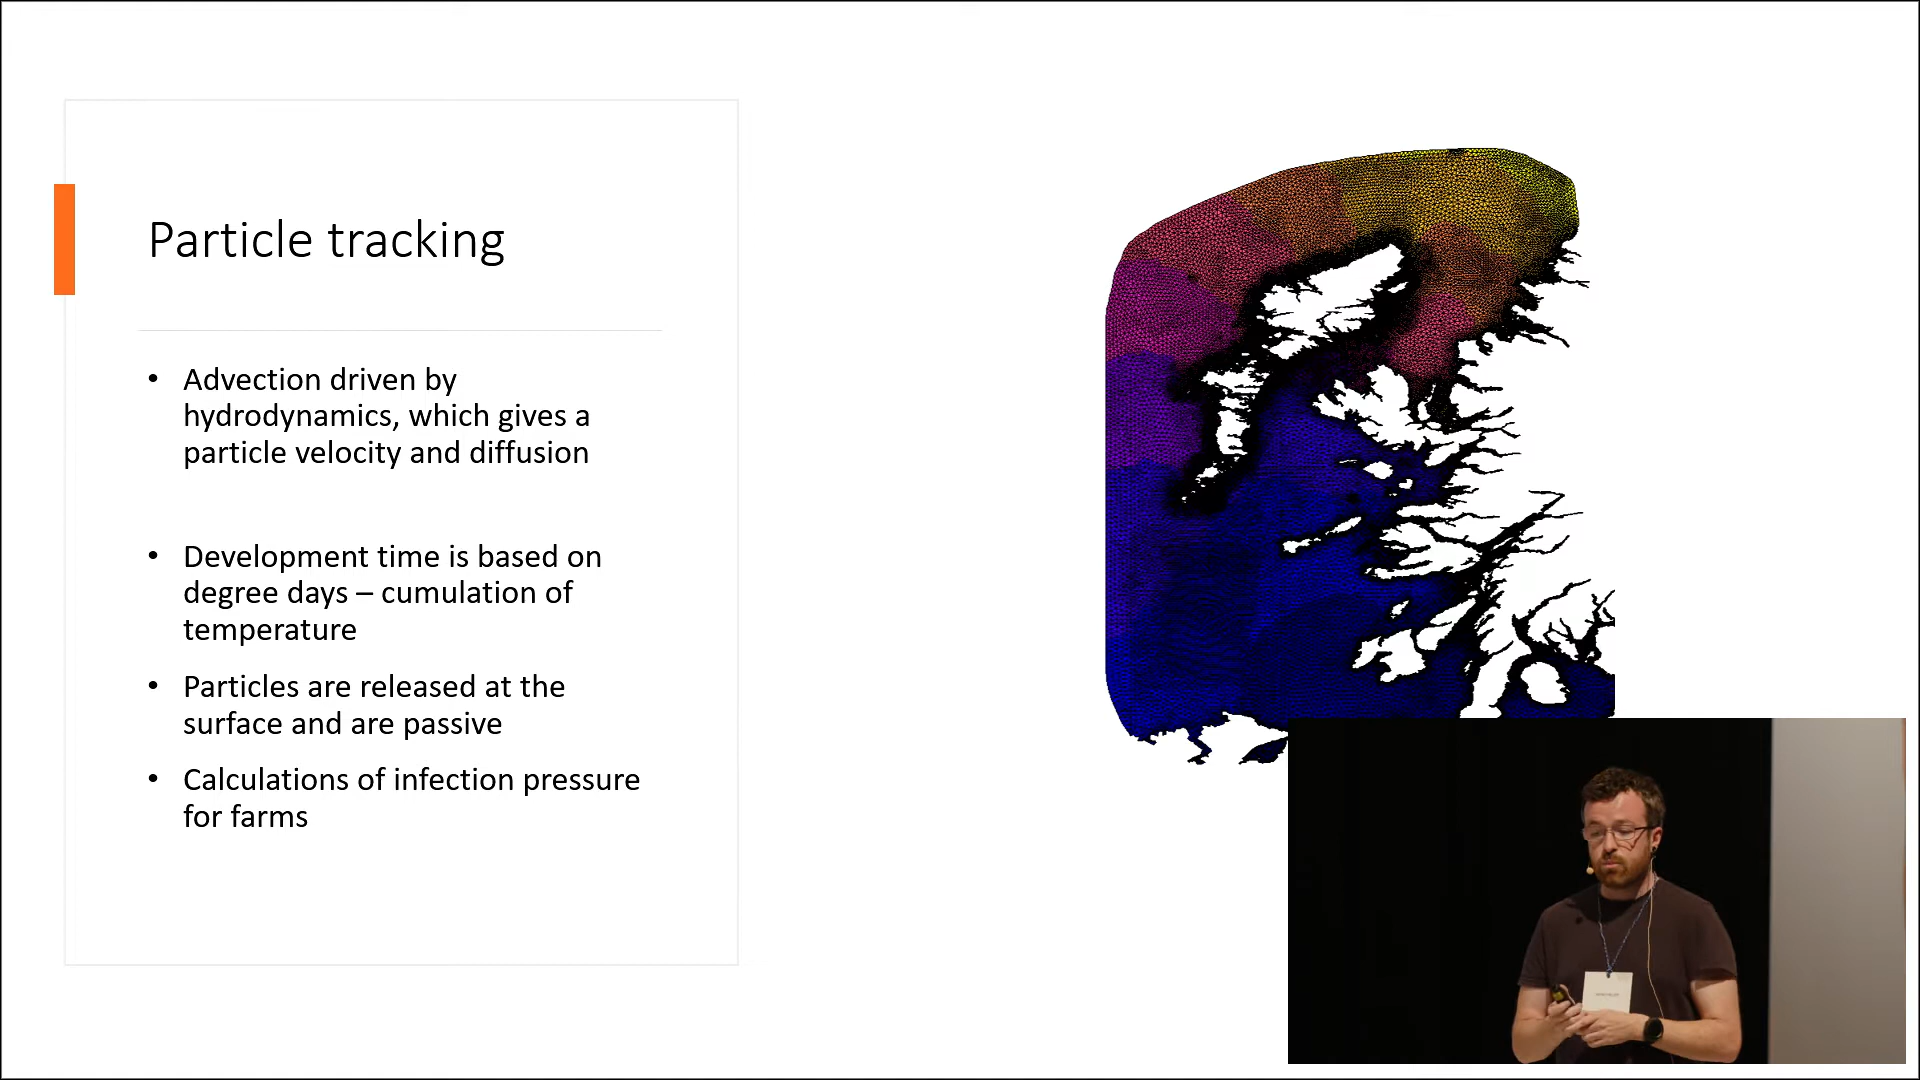 Particle tracking
• Advection driven by
hydrodynamics, which gives a
particle velocity and diffusion
• Development time is based on
degree days – cumulation of
temperature
• Particles are released at the
surface and are passive
• Calculations of infection pressure
for farms